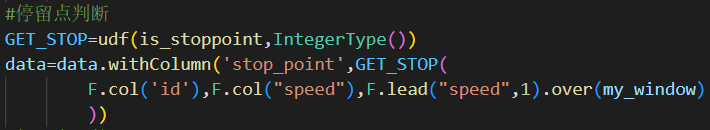 #停留点判断
GET_STOP=udf(is_stoppoint,IntegerType())
data=data.withColumn('stop_point',GET_STOP(
F.col('id'),F.col("speed"),F.lead("speed",1).over(my_window)
))